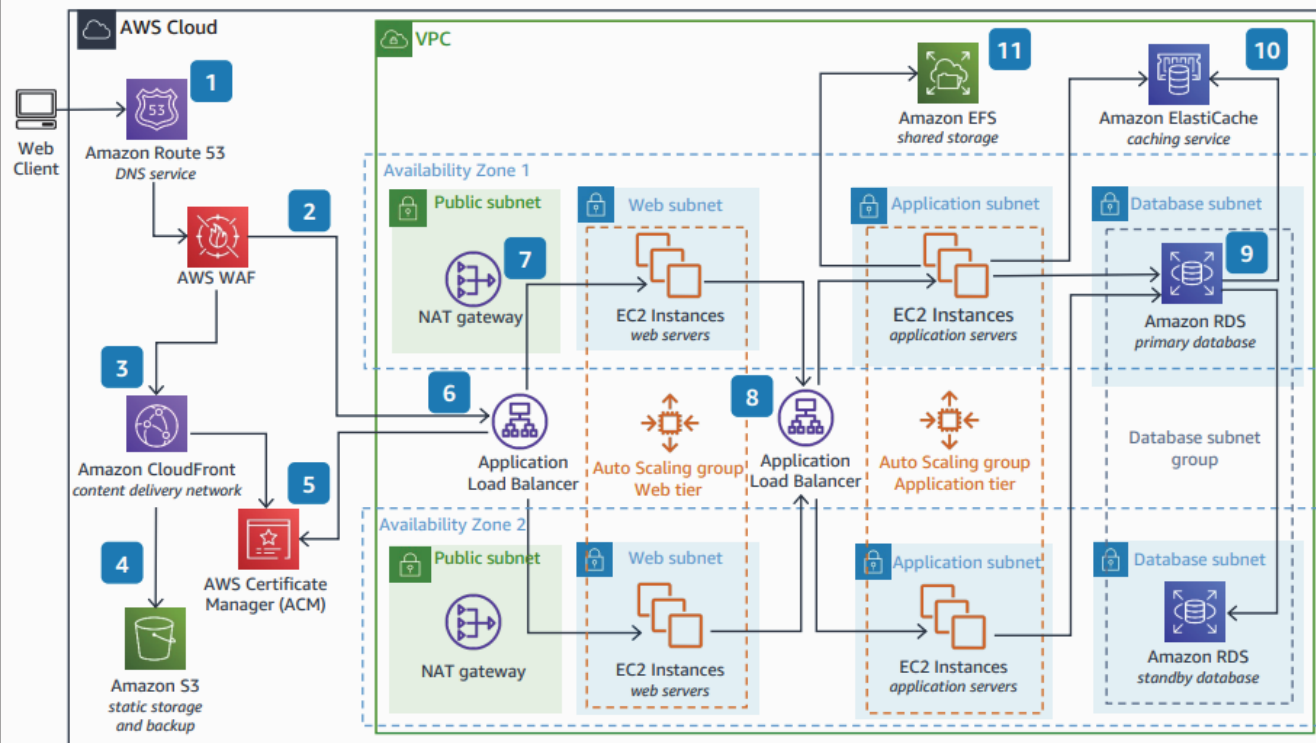 AWS Cloud
VPC
1
53
Web
Client
Amazon Route 53
DNS service
2
AWS WAF
3
Amazon CloudFront
content delivery network
4
5
AWS Certificate
Manager (ACM)
Amazon S3
static storage
and backup
11
Amazon EFS
shared storage
10
Amazon ElastiCache
caching service
Availability Zone 1
Public subnet
7
NAT gateway
Web subnet
EC2 Instances
web servers
Application subnet
EC2 Instances
application servers
Database subnet
9
Amazon RDS
primary database
6
Application
Load Balancer
Auto Scaling group
Web tier
8
Application
Load Balancer
Auto Scaling group
Application tier
Database subnet
group
Availability Zone 2
Public subnet
NAT gateway
Web subnet
EC2 Instances
web servers
Application subnet
EC2 Instances
application servers
Database subnet
Amazon RDS
standby database